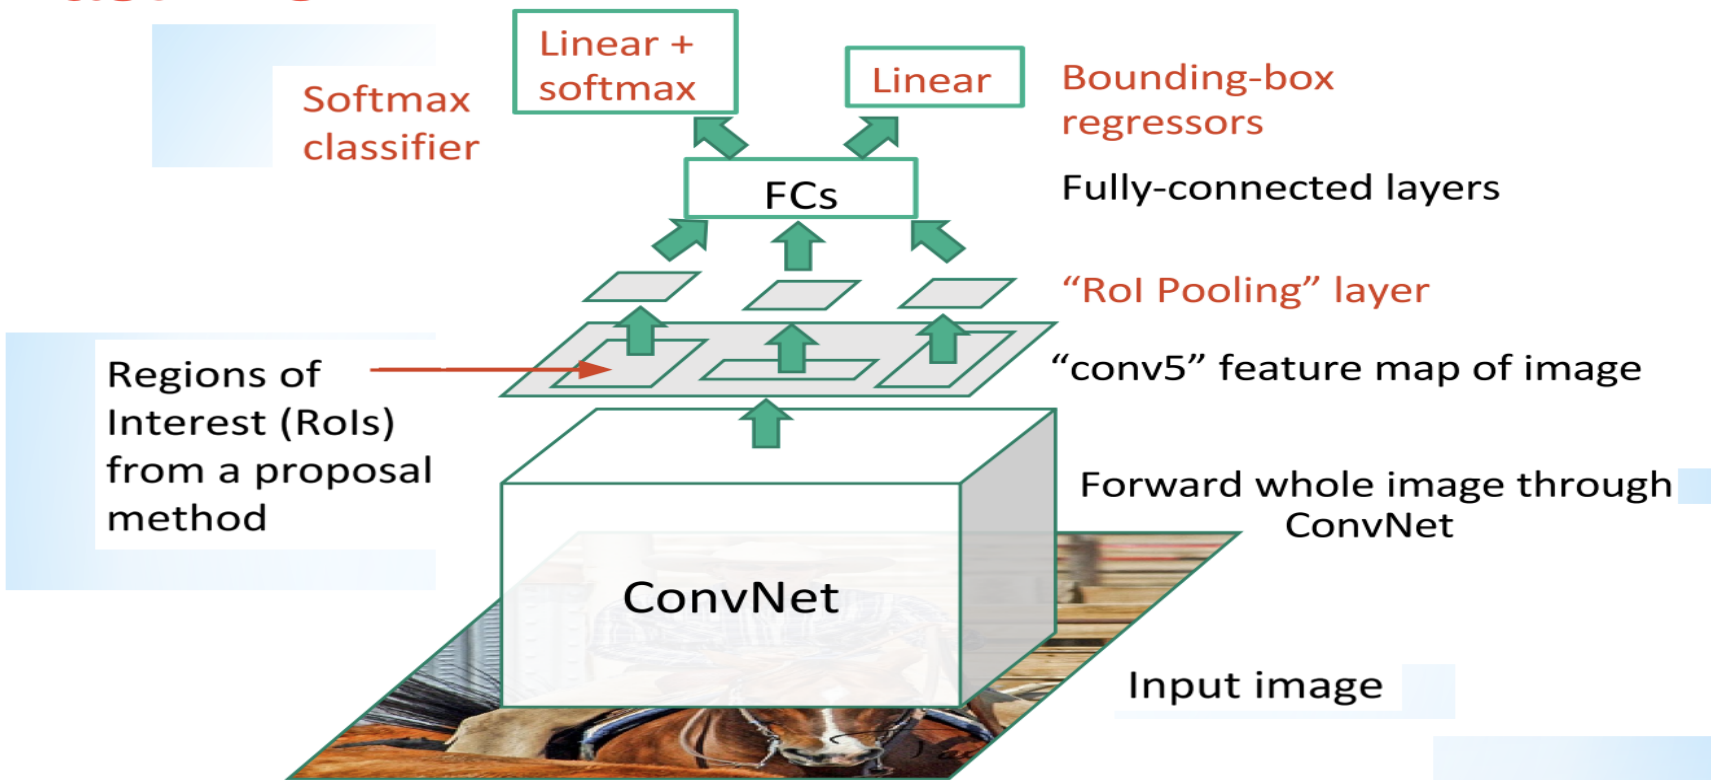 Linear +
softmax
Linear
Softmax
classifier
Bounding-box
regressors
FCs
Fully-connected layers
“RoI Pooling” layer
Regions of
Interest (RoIs)
from a proposal
method
“conv5” feature map of image
Forward whole image through
ConvNet
ConvNet
Input image